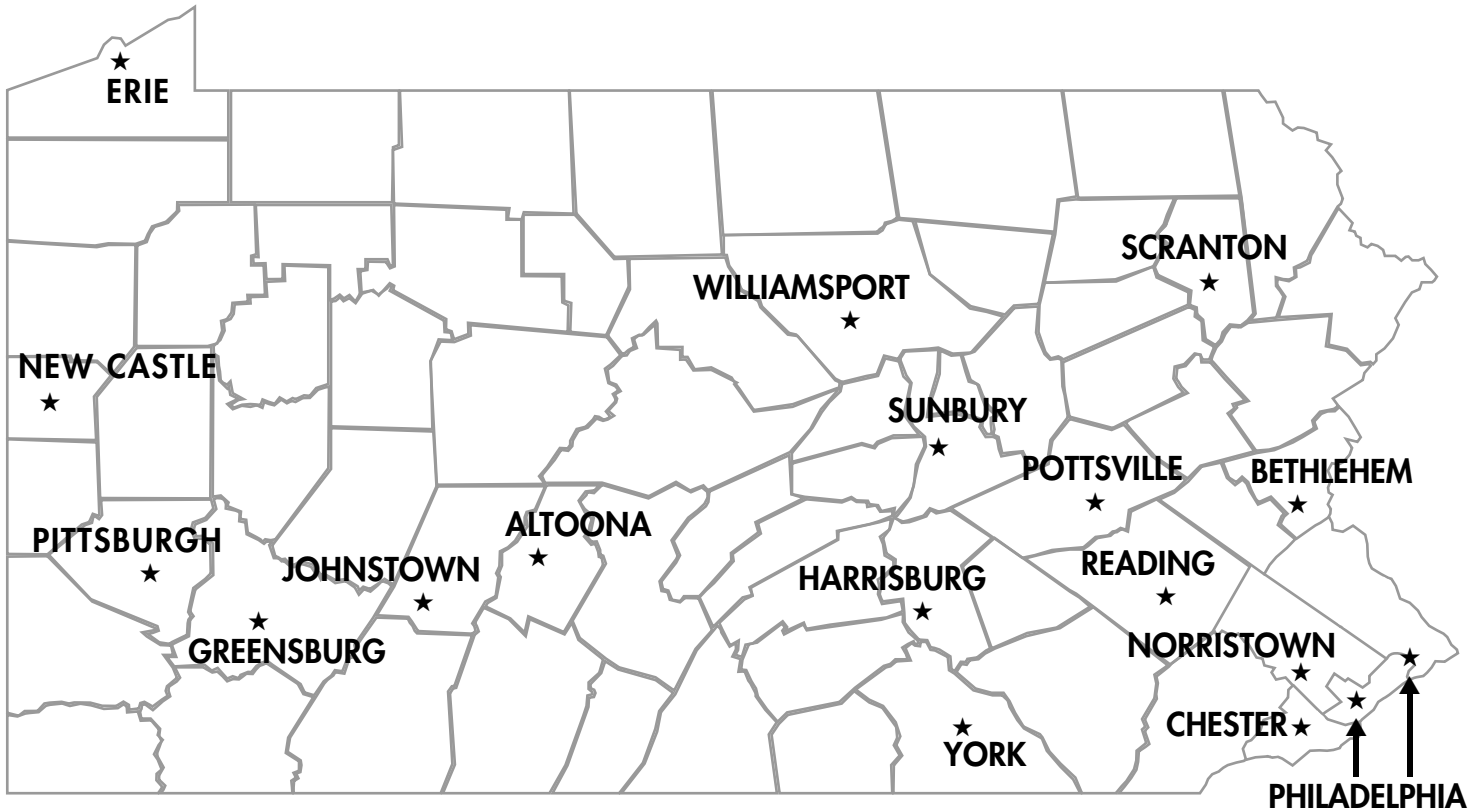 ERIE
SCRANTON
WILLIAMSPORT
NEW CASTLE
SUNBURY
POTTSVILLE
BETHLEHEM
ALTOONA
PITTSBURGH
JOHNSTOWN
HARRISBURG
READING
GREENSBURG
NORRISTOWN
CHESTER
YORK
PHILADELPHIA